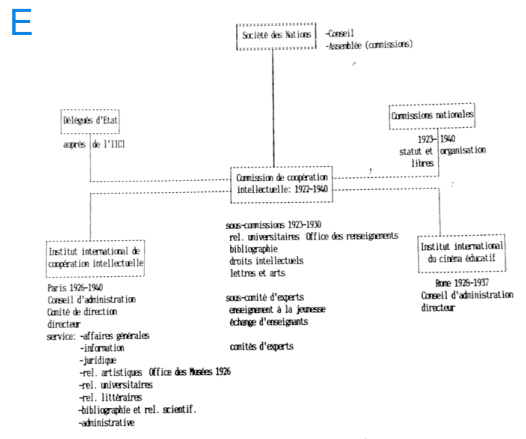 E
Société des Nations -Conseil
-Assemblée (commissions)
Délégués d'Etat
auprès de l'IICI
Commissions nationales
1923-1940
statut et organisation
libres
Commission de coopération
intellectuelle: 1922-1940
sous-commissions 1923-1930
rel. universitaires Office des renseignements
bibliographie
droits intellectuels
lettres et arts
sous-comité d'experts
enseignement à la jeunesse
échange d'enseignants
comités d'experts
Institut international de
coopération intellectuelle
Paris 1926-1940
Conseil d'administration
Comité de direction
directeur
service: -affaires générales
-information
-juridique
-rel. artistiques Office des Musées 1926
-rel. universitaires
-rel. littéraires
-bibliographie et rel. scientif.
-administrative
Institut international
du cinéma éducatif
Rome 1928-1937
Conseil d'administration
directeur